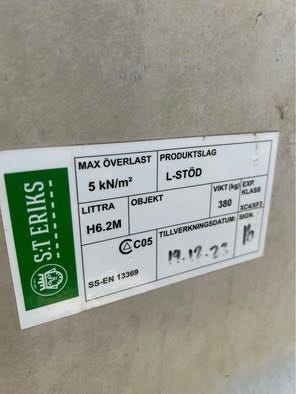 S:T ERIKS
MAX ÖVERLAST
5 kN/m²
PRODUKTSLAG
L-STÖD
LITTRA
H6.2M
OBJEKT
VIKT (kg)
380
EXP.
KLASS
XC4/XF3
C05
SS-EN 13369
TILLVERKNINGSDATUM:
19.12.23
SIGN.